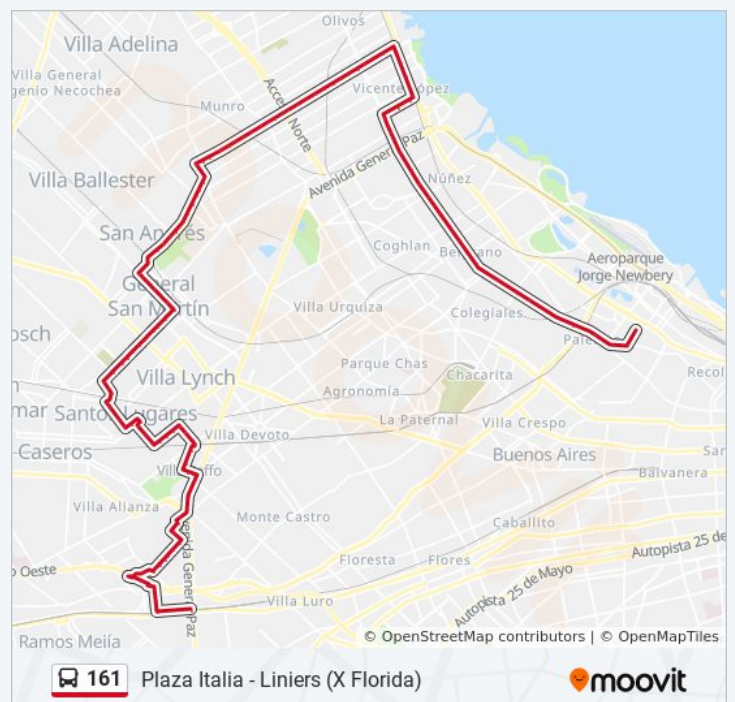 Olivos
Villa Adelina
Villa General
genio Necochea
Munro
Acceso Norte
Vicente López
Avenida General Paz
Villa Ballester
Núñez
San Andrés
Coghlan
Belgrano
Aeroparque
Jorge Newbery
General
San Martín
Villa Urquiza
Colegiales
osch
Parque Chas
Recol
Villa Lynch
Agronomía
Chacarita
mar
Santos Lugares
La Paternal
Villa Crespo
Villa Devoto
San
Caseros
Buenos Aires
Balvanera
Villa Alianza
Monte Castro
Caballito
Avenida General Paz
Autopista 25 de
o Oeste
Floresta
Flores
Autopista 25 de Mayo
Villa Luro
Ramos Mejía
© OpenStreetMap contributors | © OpenMapTiles
161 Plaza Italia - Liniers (X Florida)
moovit